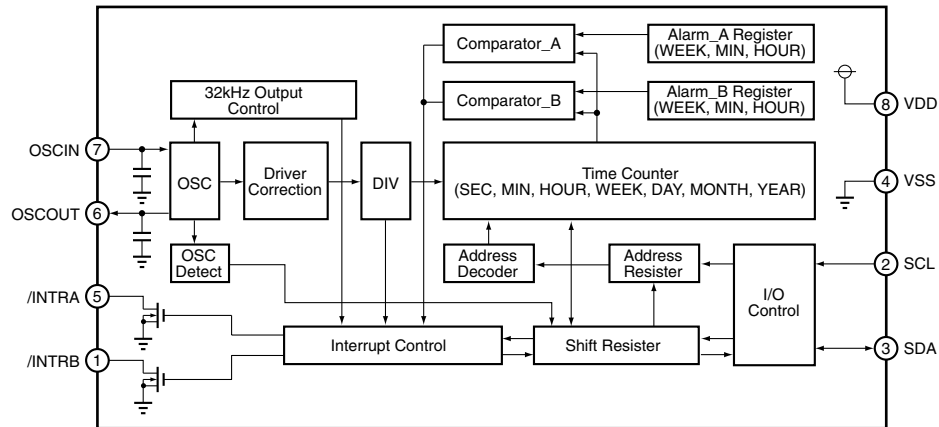 Comparator_A
Alarm_A Register
(WEEK, MIN, HOUR)
32kHz Output
Control
Comparator_B
Alarm_B Register
(WEEK, MIN, HOUR)
8 VDD
OSCIN 7
OSC
Driver
Correction
DIV
Time Counter
(SEC, MIN, HOUR, WEEK, DAY, MONTH, YEAR)
4 VSS
OSCOUT 6
OSC
Detect
Address
Decoder
Address
Register
I/O
Control
2 SCL
/INTRA 5
Interrupt Control
Shift Register
3 SDA
/INTRB 1